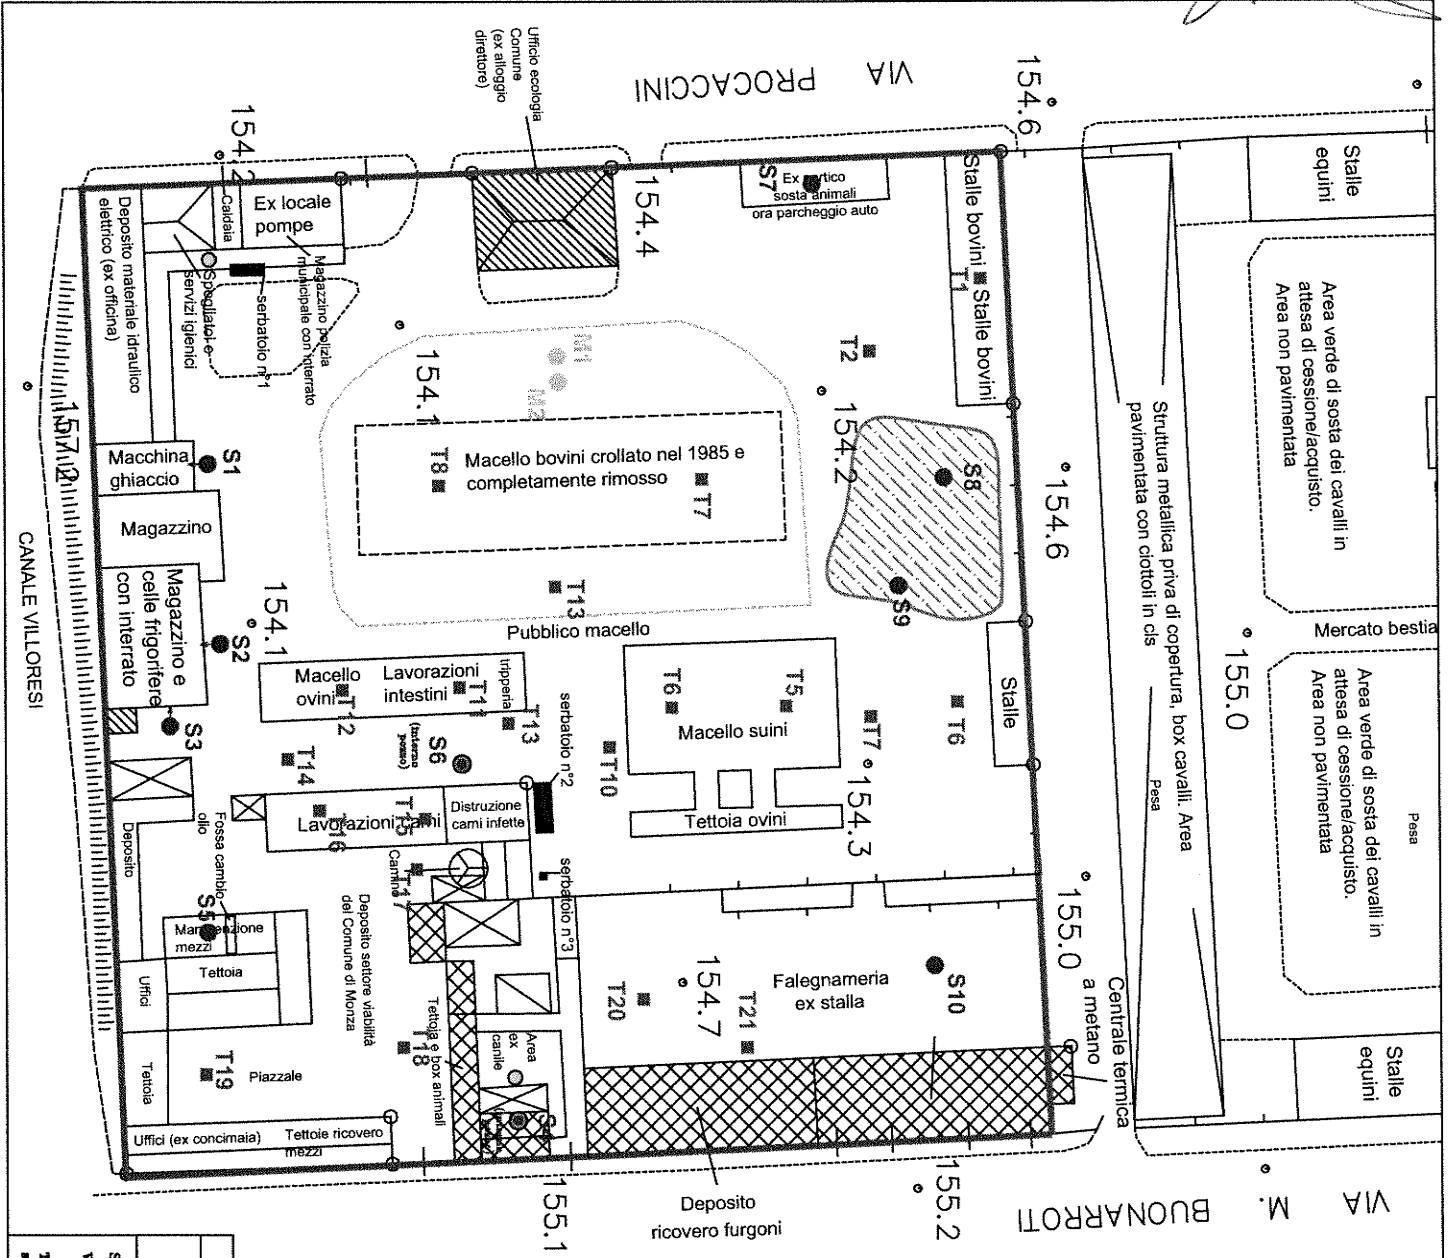 VIA PROCACCINI
VIA M. BUONARROTI
CANALE VILLORESI
154.6
154.2
154.4
154.1
154.2
154.6
154.1
154.3
154.7
155.0
155.0
155.1
155.2
157.2
Ufficio ecologia
Comune
(ex alloggio
direttore)
Stalle
equini
Area verde di sosta dei cavalli in
attesa di cessione/acquisto.
Area non pavimentata
Mercato bestia
Area verde di sosta dei cavalli in
attesa di cessione/acquisto.
Area non pavimentata
Pesa
Stalle
equini
Struttura metallica priva di copertura, box cavalli. Area
pavimentata con ciottoli in cls
Pesa
Stalle bovini
T1
Stalle bovini
T2
S7
sosta animali
ora parcheggio auto
Ex locale
pompe
Caldaia
Deposito materiale idraulico
elettrico (ex officina)
Spogliatoi e
servizi igienici
serbatoio n°1
Magazzino polizia
municipale con interrato
M1
M2
Macello bovini crollato nel 1985 e
completamente rimosso
T8
T7
S8
S9
T13
Pubblico macello
Macchina
ghiaccio
S1
Magazzino
Magazzino e
celle frigorifere
con interrato
S2
S3
Macello
ovini
Lavorazioni
intestini
tripperia
T12
T11
T13
S6
(interno
pozzo)
T14
serbatoio n°2
T10
T6
T5
Macello suini
Tettoia ovini
T7
T6
Stalle
Lavorazioni carni
T16
T15
Distruzione
carni infette
Camino
T17
serbatoio n°3
Fossa cambio
olio
Deposito
S5
Manutenzione
mezzi
Tettoia
Uffici
Tettoia
T19
Piazzale
Uffici (ex concimaia)
Tettoie ricovero
mezzi
Deposito settore viabilità
del Comune di Monza
T18
Tettoia e box animali
Area
ex
canile
T20
T21
Falegnameria
ex stalla
S10
Centrale termica
a metano
Deposito
ricovero furgoni